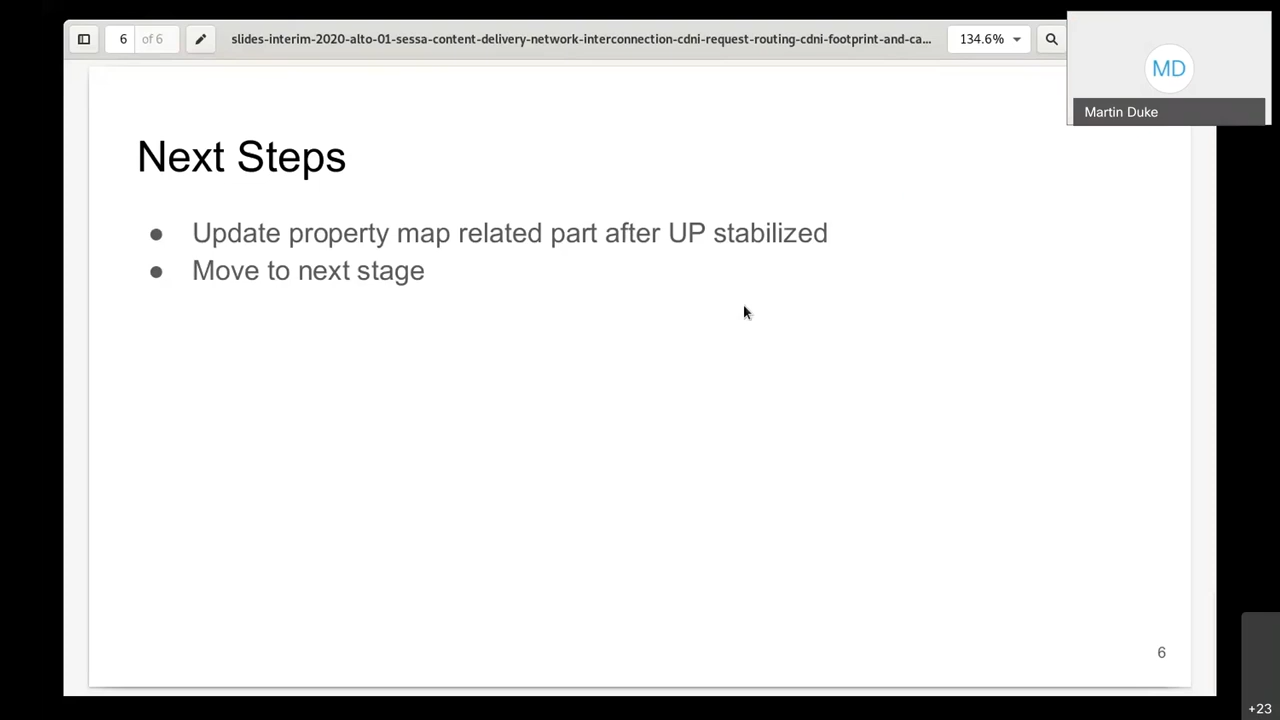 6 of 6
slides-interim-2020-alto-01-sessa-content-delivery-network-interconnection-cdni-request-routing-cdni-footprint-and-ca...
134.6%
MD
Martin Duke
Next Steps
● Update property map related part after UP stabilized
● Move to next stage
6
+23